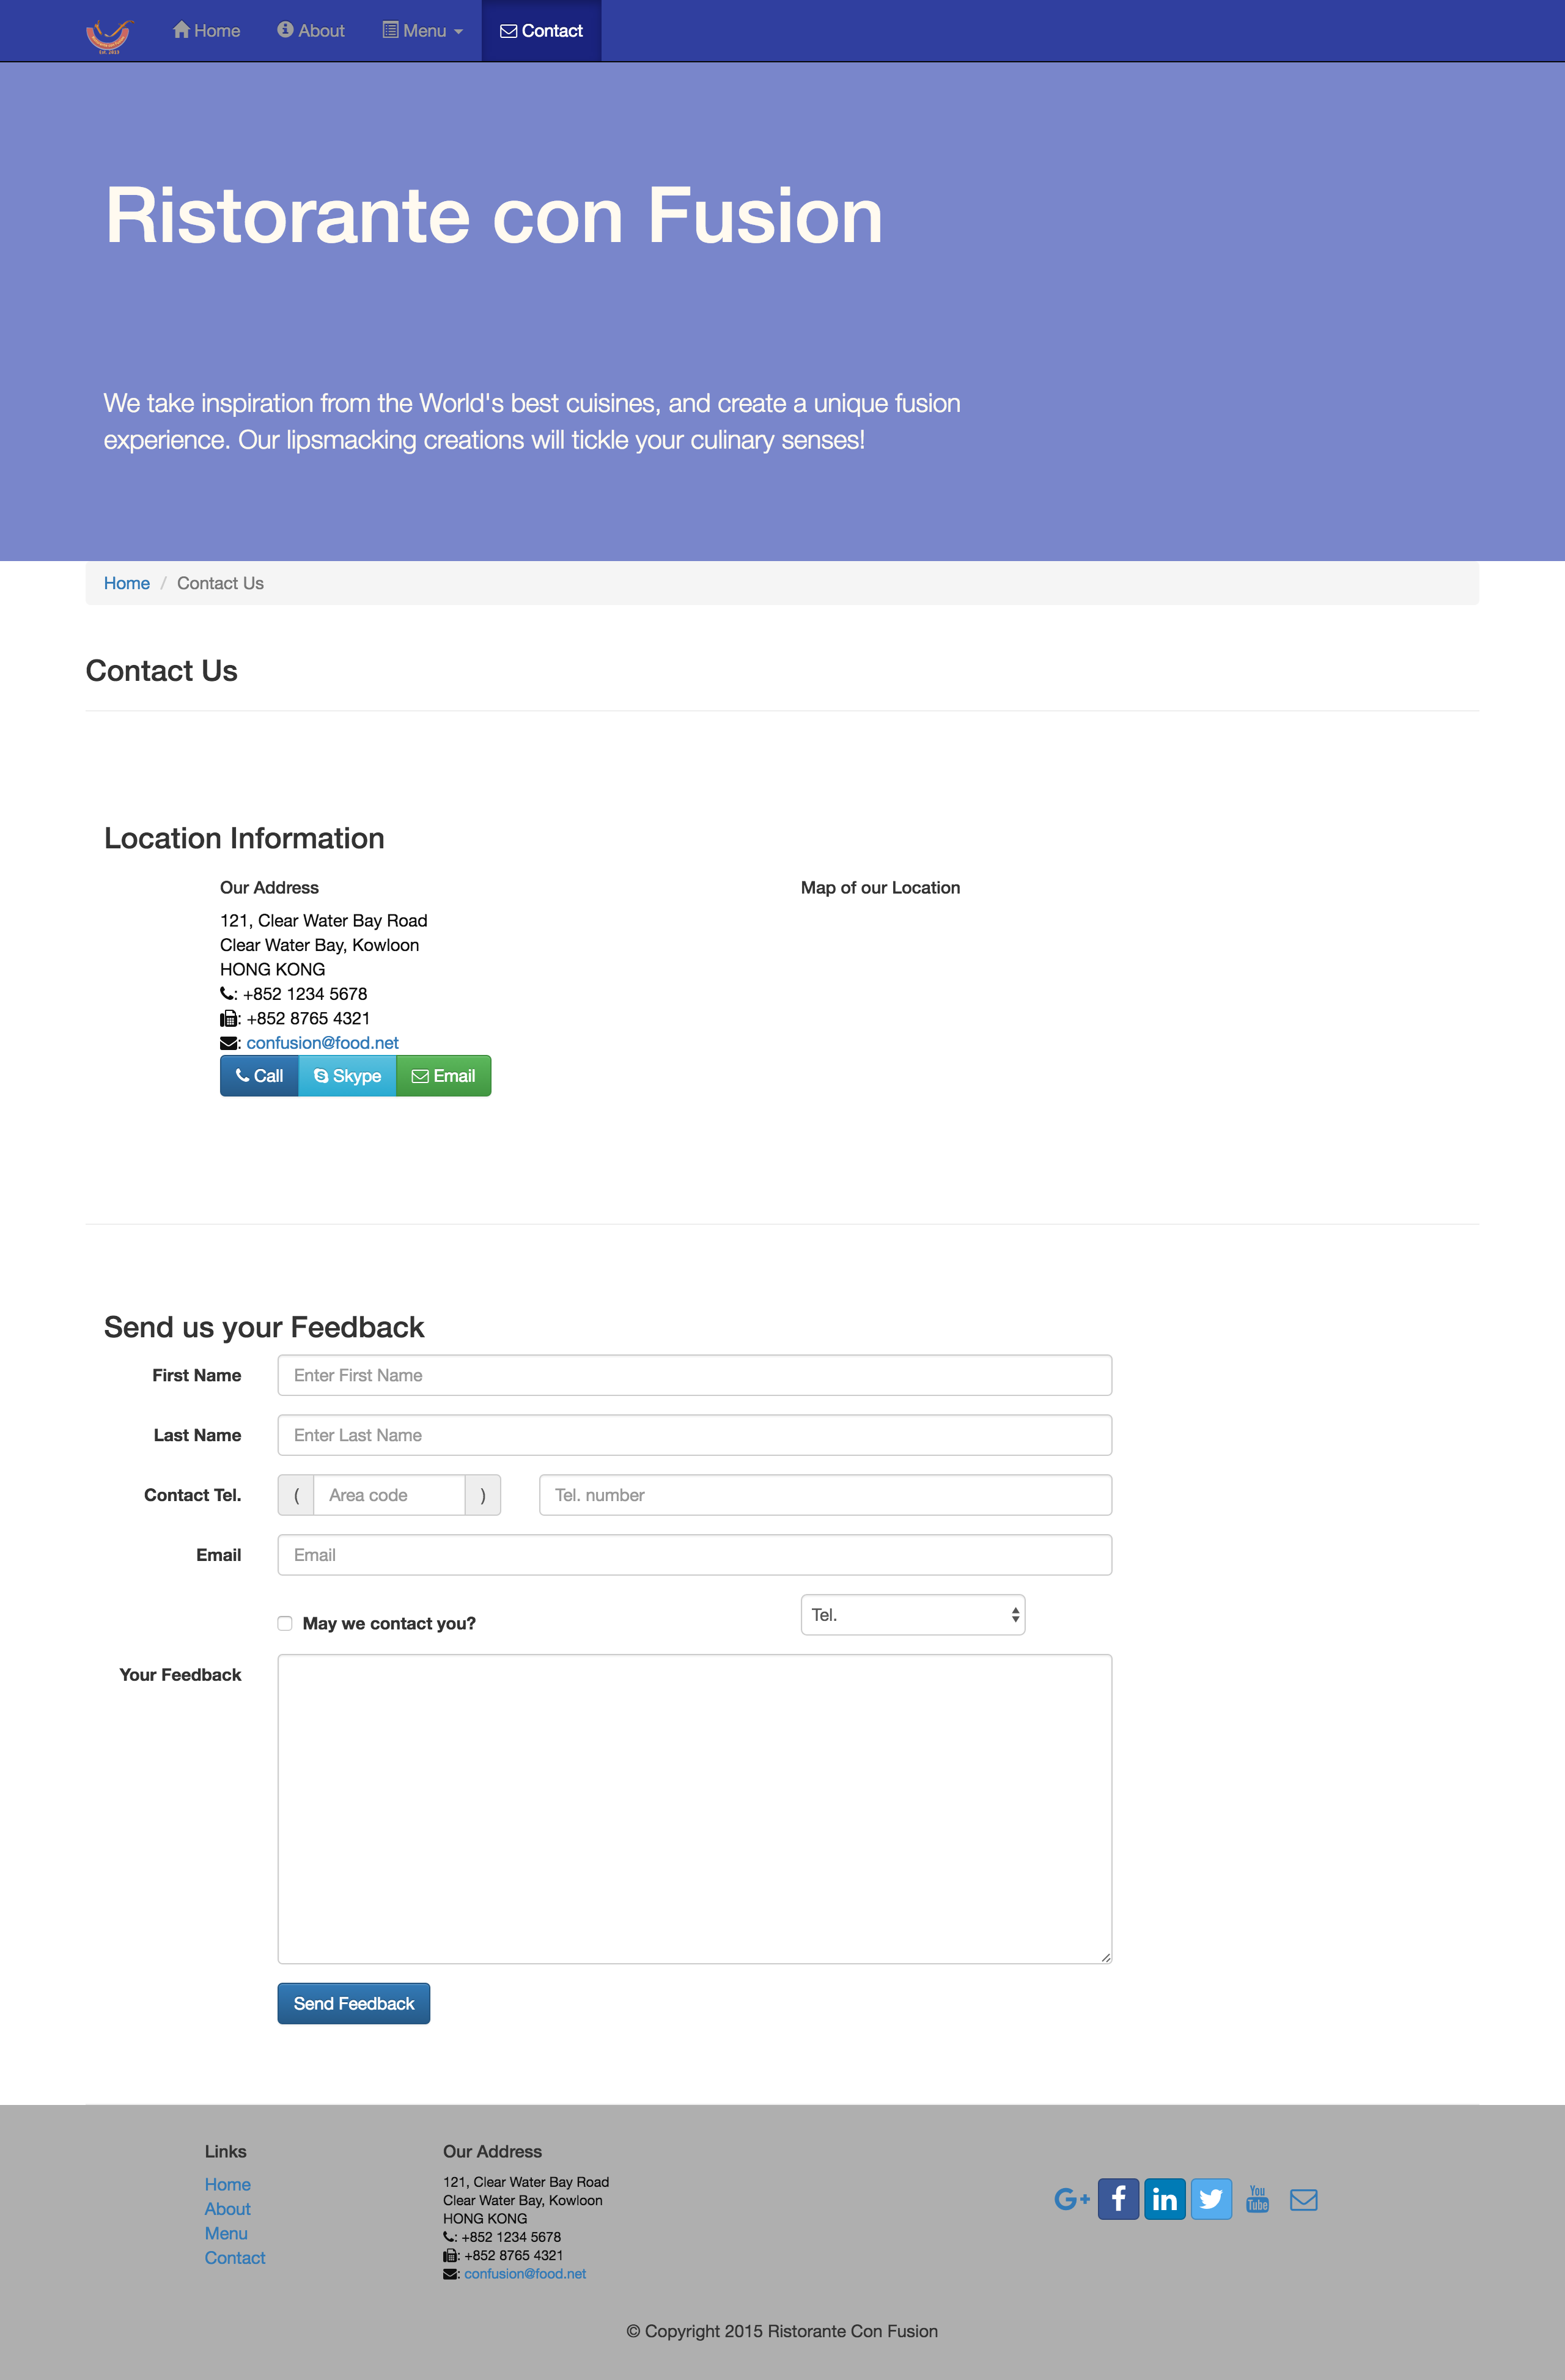 Home About Menu Contact
Ristorante con Fusion
We take inspiration from the World's best cuisines, and create a unique fusion
experience. Our lipsmacking creations will tickle your culinary senses!
Home / Contact Us
Contact Us
Location Information
Our Address
121, Clear Water Bay Road
Clear Water Bay, Kowloon
HONG KONG
: +852 1234 5678
: +852 8765 4321
: confusion@food.net
Call Skype Email
Map of our Location
Send us your Feedback
First Name Enter First Name
Last Name Enter Last Name
Contact Tel. ( Area code ) Tel. number
Email Email
May we contact you? Tel.
Your Feedback
Send Feedback
Links
Home
About
Menu
Contact
Our Address
121, Clear Water Bay Road
Clear Water Bay, Kowloon
HONG KONG
: +852 1234 5678
: +852 8765 4321
: confusion@food.net
G+ f in You Tube
© Copyright 2015 Ristorante Con Fusion